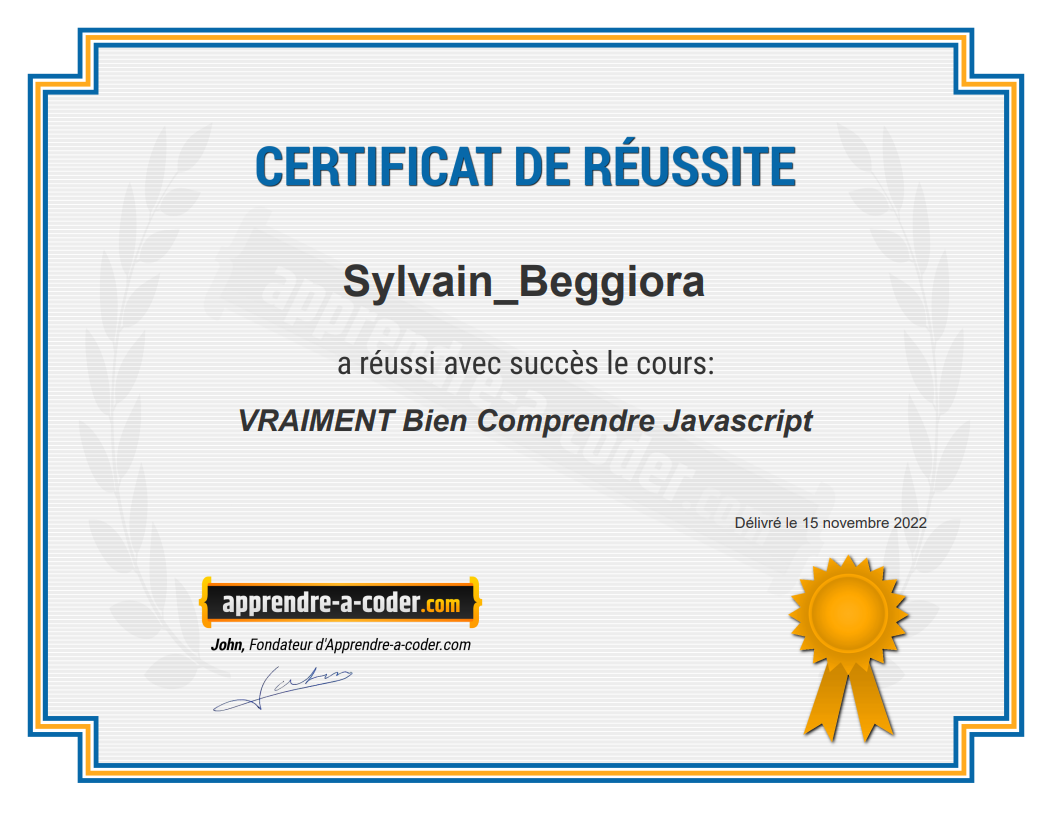 CERTIFICAT DE RÉUSSITE
Sylvain_Beggiora
a réussi avec succès le cours:
VRAIMENT Bien Comprendre Javascript
apprendre-a-coder.com
Délivré le 15 novembre 2022
apprendre-a-coder.com
John, Fondateur d'Apprendre-a-coder.com